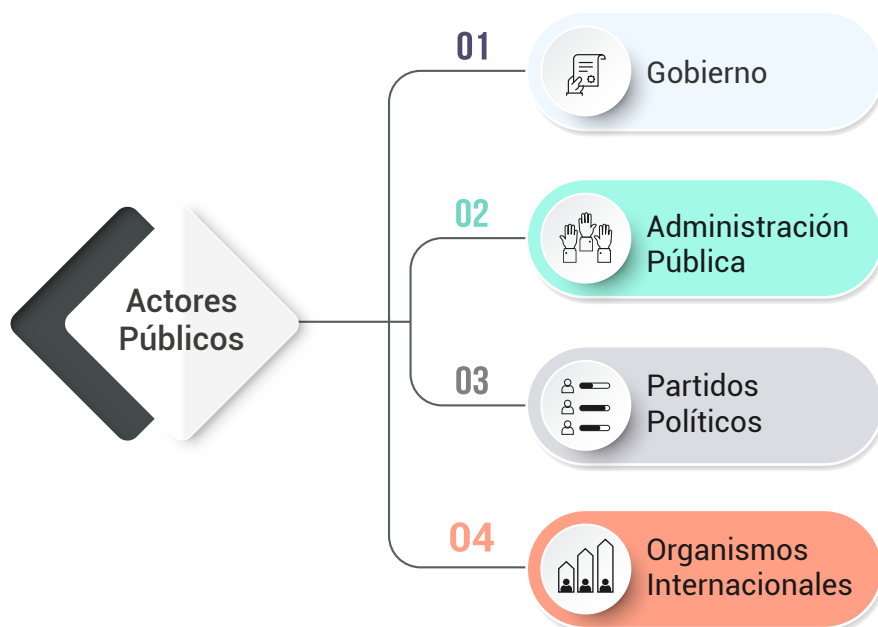 Actores
Públicos
01
Gobierno
02
Administración
Pública
03
Partidos
Políticos
04
Organismos
Internacionales